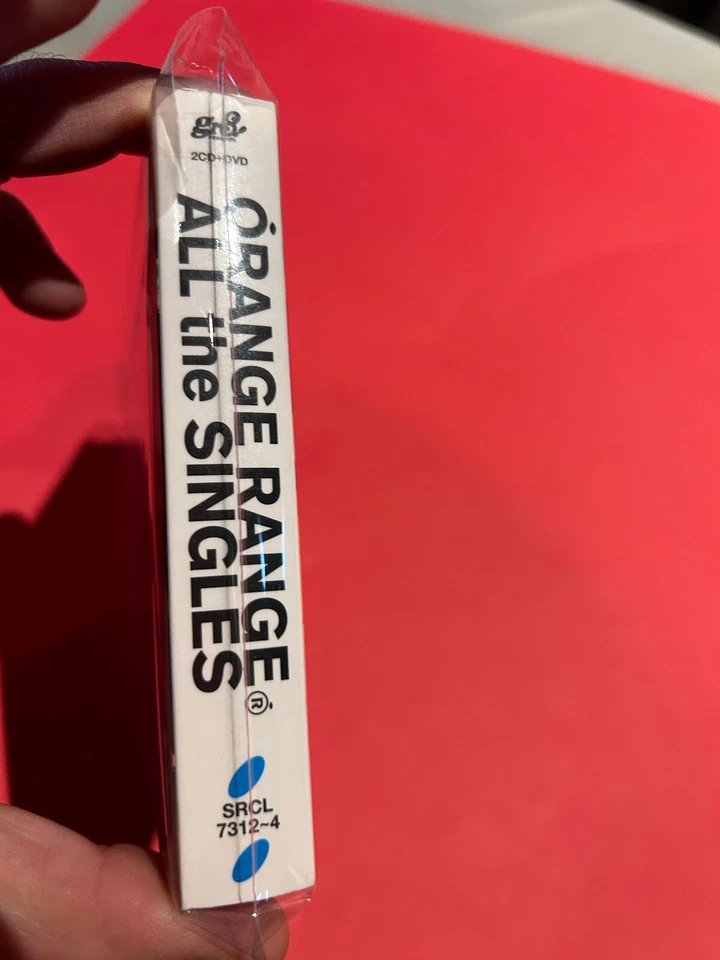 gr8!
2CD+DVD
ORANGE RANGE®
ALL the SINGLES
SRCL
7312~4